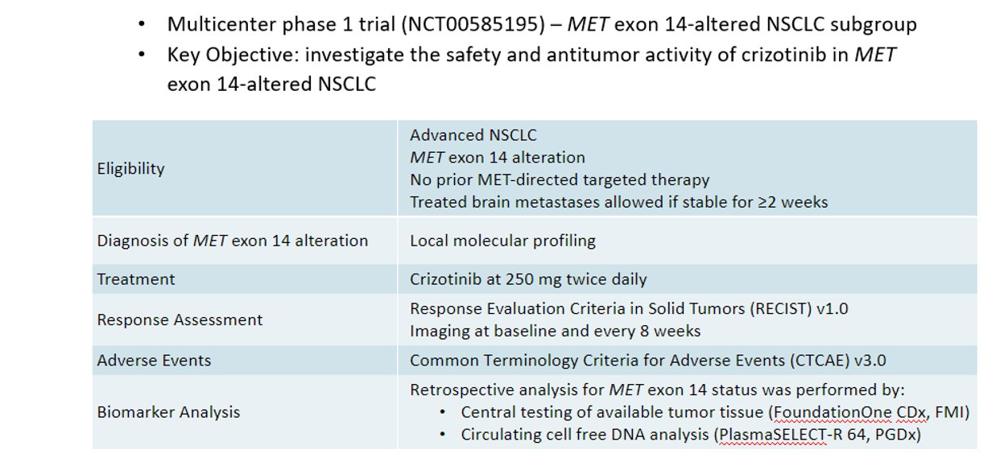 • Multicenter phase 1 trial (NCT00585195) – MET exon 14-altered NSCLC subgroup
• Key Objective: investigate the safety and antitumor activity of crizotinib in MET
exon 14-altered NSCLC
Eligibility
Advanced NSCLC
MET exon 14 alteration
No prior MET-directed targeted therapy
Treated brain metastases allowed if stable for ≥2 weeks
Diagnosis of MET exon 14 alteration
Local molecular profiling
Treatment
Crizotinib at 250 mg twice daily
Response Assessment
Response Evaluation Criteria in Solid Tumors (RECIST) v1.0
Imaging at baseline and every 8 weeks
Adverse Events
Common Terminology Criteria for Adverse Events (CTCAE) v3.0
Biomarker Analysis
Retrospective analysis for MET exon 14 status was performed by:
• Central testing of available tumor tissue (FoundationOne CDx, FMI)
• Circulating cell free DNA analysis (PlasmaSELECT-R 64, PGDx)